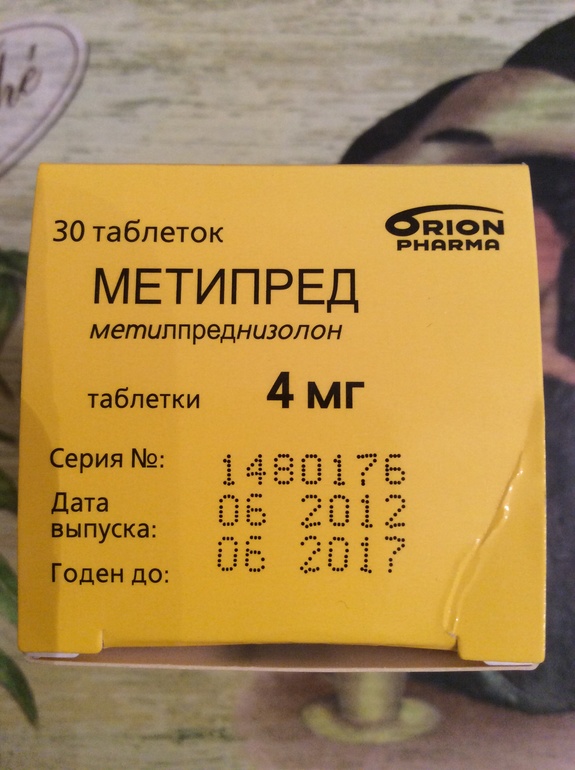 hé
30 таблеток
ORION
PHARMA
МЕТИПРЕД
метилпреднизолон
таблетки 4 мг
Серия №: 1480176
Дата
выпуска: 06 2012
Годен до: 06 2017